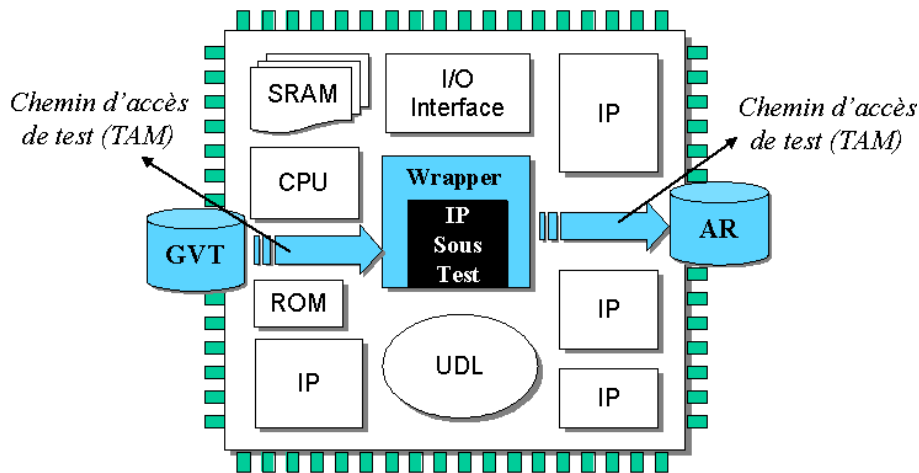 Chemin d'accès
de test (TAM)
SRAM
I/O
Interface
IP
Chemin d'accès
de test (TAM)
CPU
Wrapper
IP
Sous
Test
GVT
AR
ROM
IP
UDL
IP
IP